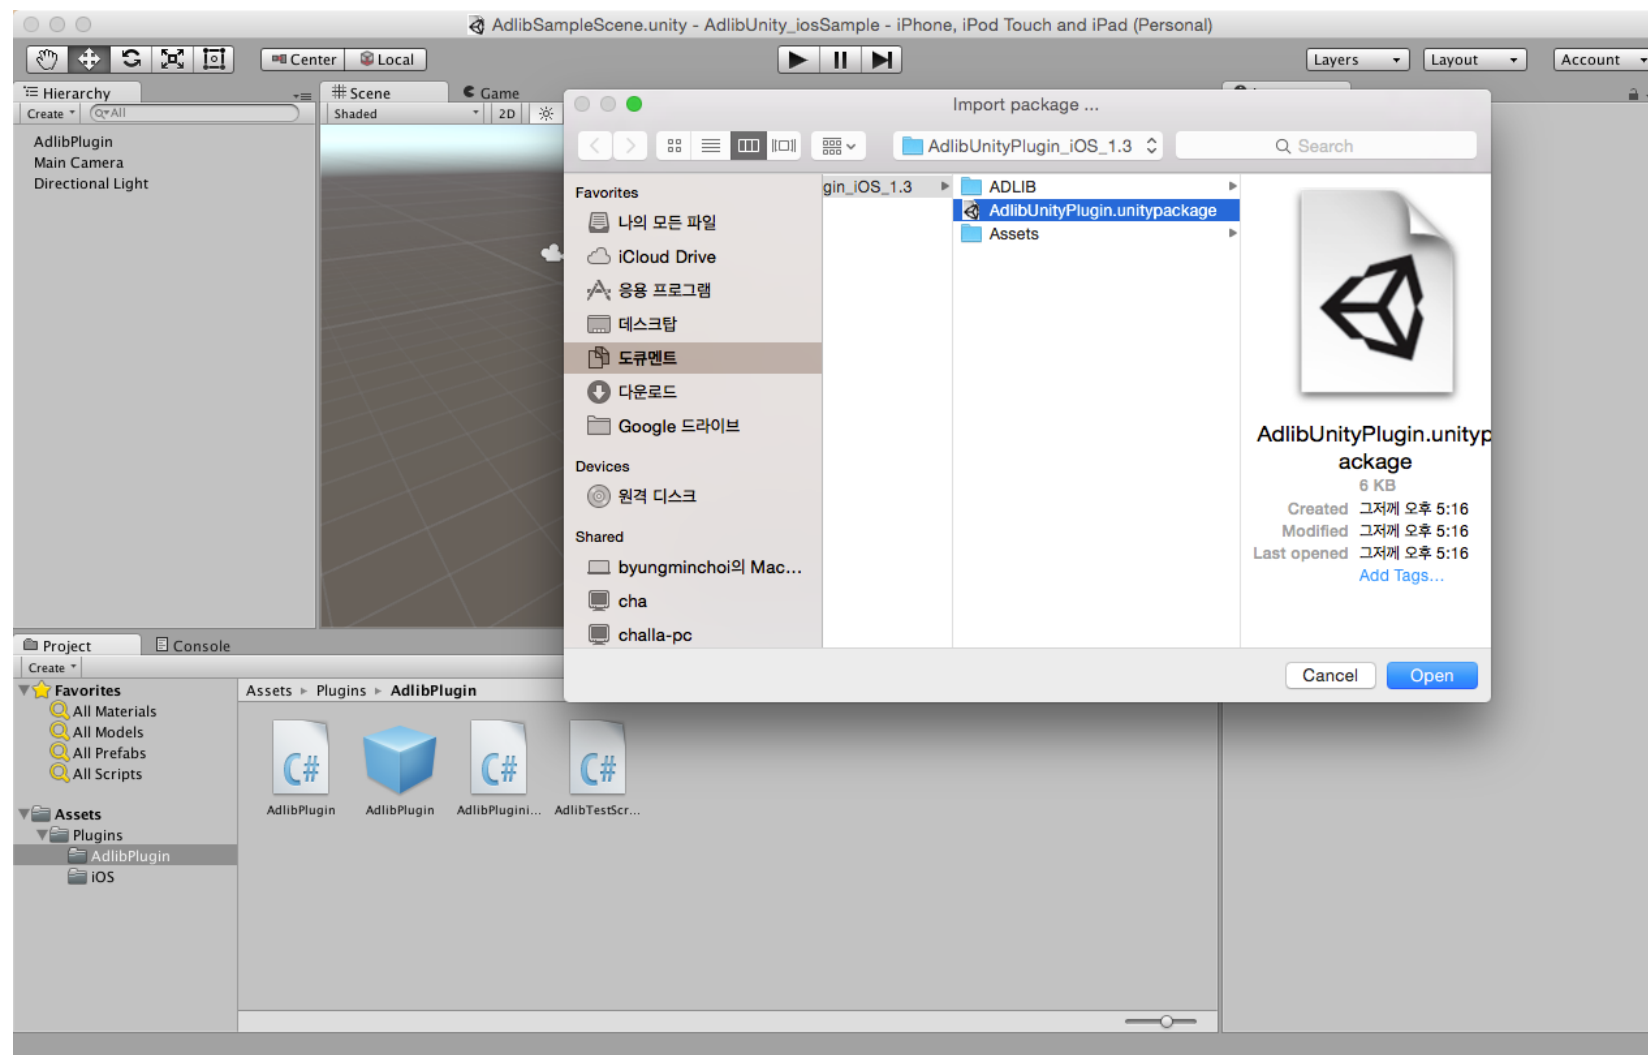 AdlibSampleScene.unity - AdlibUnity_iosSample - iPhone, iPod Touch and iPad (Personal)
Center Local Layers Layout Account
Hierarchy
Create All
AdlibPlugin
Main Camera
Directional Light
Scene Game
Shaded 2D
Import package ...
AdlibUnityPlugin_iOS_1.3 Search
Favorites
나의 모든 파일
iCloud Drive
응용 프로그램
데스크탑
도큐멘트
다운로드
Google 드라이브
Devices
원격 디스크
Shared
byungminchoi의 Mac...
cha
challa-pc
gin_iOS_1.3
ADLIB
AdlibUnityPlugin.unitypackage
Assets
AdlibUnityPlugin.unityp
ackage
6 KB
Created 그저께 오후 5:16
Modified 그저께 오후 5:16
Last opened 그저께 오후 5:16
Add Tags...
Cancel Open
Project Console
Create
Favorites
All Materials
All Models
All Prefabs
All Scripts
Assets
Plugins
AdlibPlugin
iOS
Assets Plugins AdlibPlugin
C# C# C#
AdlibPlugin AdlibPlugin AdlibPlugini... AdlibTestScr...